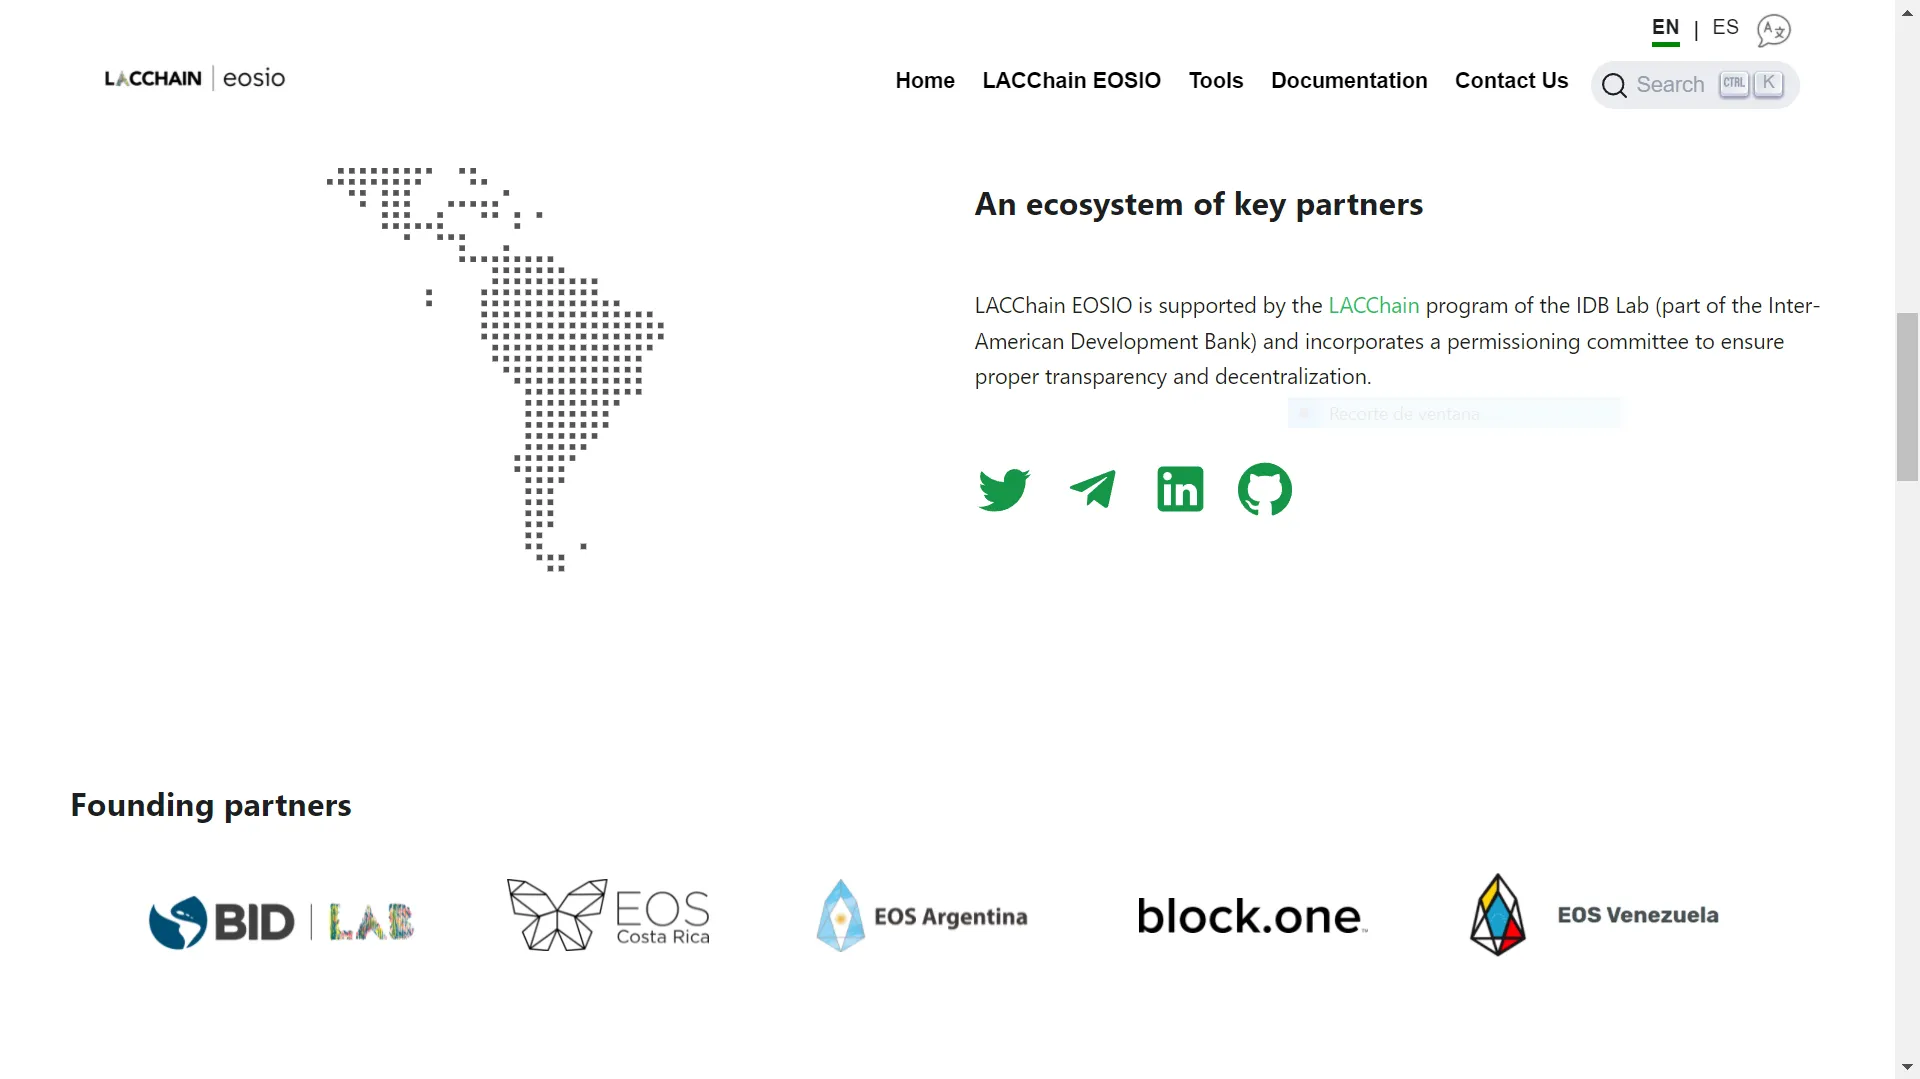 EN | ES
LACCHAIN | eosio
Home LACChain EOSIO Tools Documentation Contact Us Search CTRL K
An ecosystem of key partners
LACChain EOSIO is supported by the LACChain program of the IDB Lab (part of the Inter-
American Development Bank) and incorporates a permissioning committee to ensure
proper transparency and decentralization.
Recorte de ventana
Founding partners
BID | LAB
EOS
Costa Rica
EOS Argentina
block.one
EOS Venezuela